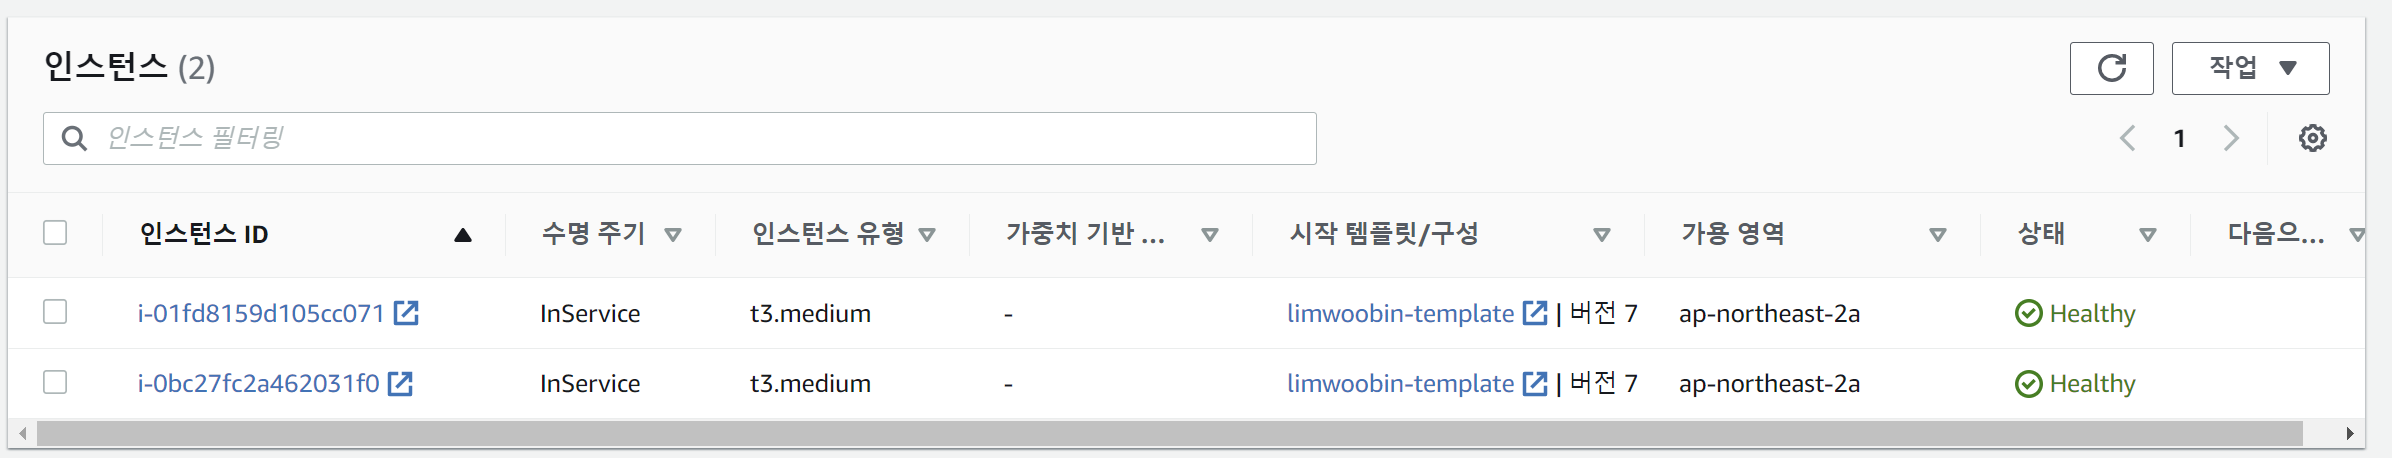 인스턴스 (2)
작업
인스턴스 필터링
1
인스턴스 ID 수명 주기 인스턴스 유형 가중치 기반 ... 시작 템플릿/구성 가용 영역 상태 다음으...
i-01fd8159d105cc071 InService t3.medium - limwoobin-template | 버전 7 ap-northeast-2a Healthy
i-0bc27fc2a462031f0 InService t3.medium - limwoobin-template | 버전 7 ap-northeast-2a Healthy